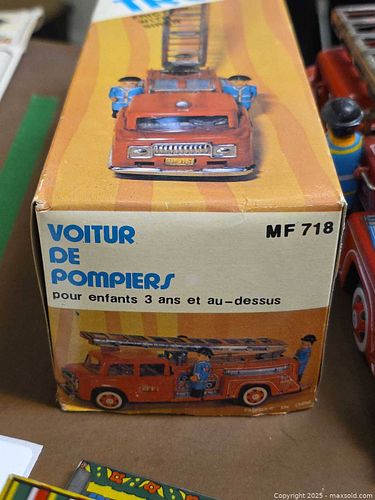 VOITUR
DE
POMPIERS
MF 718
pour enfants 3 ans et au-dessus
Copyright © 2025 - maxsold.com